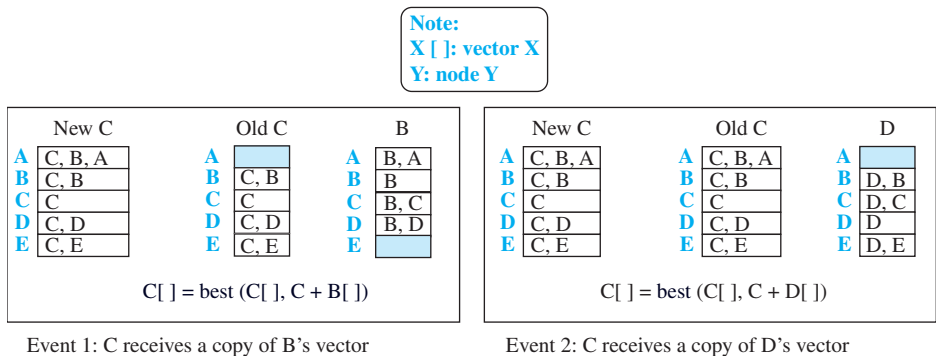 Note:
X [ ]: vector X
Y: node Y
New C
Old C
B
A C, B, A
B C, B
C C
D C, D
E C, E
A
B C, B
C C
D C, D
E C, E
A B, A
B B
C B, C
D B, D
E
C[ ] = best (C[ ], C + B[ ])
Event 1: C receives a copy of B's vector
New C
Old C
D
A C, B, A
B C, B
C C
D C, D
E C, E
A C, B, A
B C, B
C C
D C, D
E C, E
A
B D, B
C D, C
D D
E D, E
C[ ] = best (C[ ], C + D[ ])
Event 2: C receives a copy of D's vector